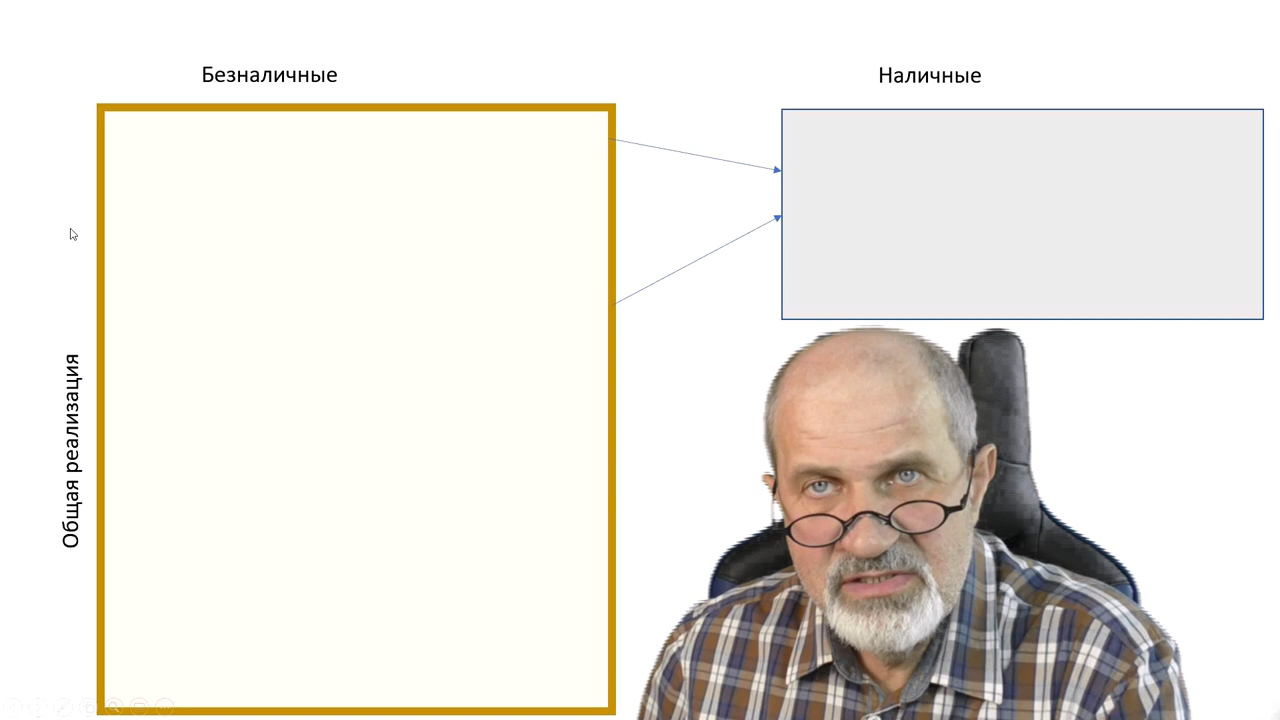 Безналичные
Наличные
Общая реализация